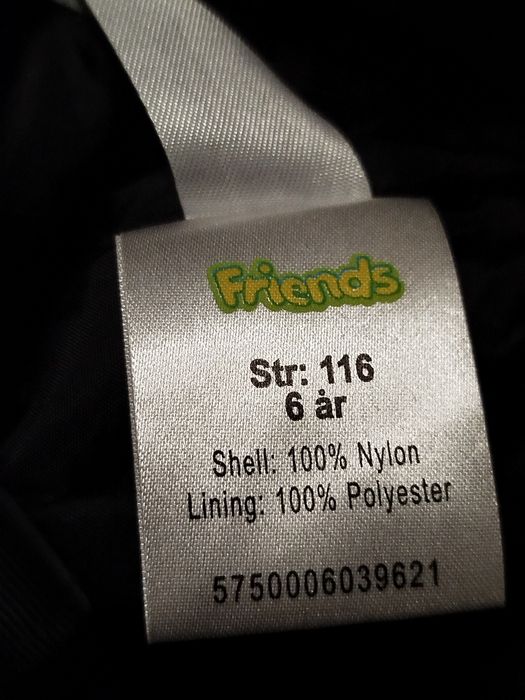 Friends
Str: 116
6 år
Shell: 100% Nylon
Lining: 100% Polyester
5750006039621